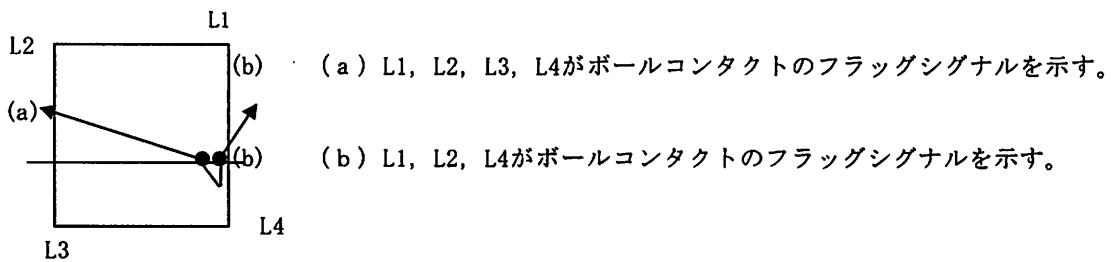 L1
L2
(b) (a) L1, L2, L3, L4がボールコンタクトのフラッグシグナルを示す。
(a)
(b) (b) L1, L2, L4がボールコンタクトのフラッグシグナルを示す。
L4
L3